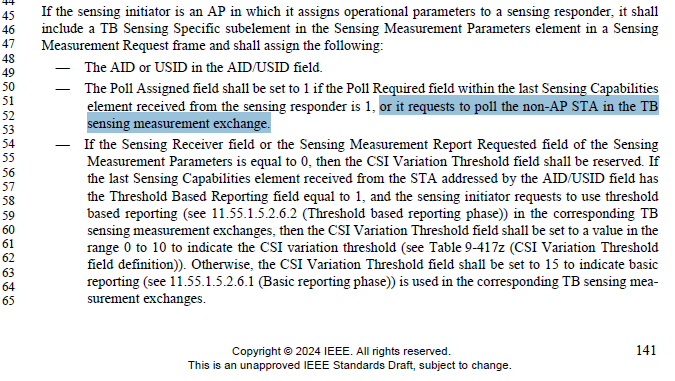 44
45 If the sensing initiator is an AP in which it assigns operational parameters to a sensing responder, it shall
46 include a TB Sensing Specific subelement in the Sensing Measurement Parameters element in a Sensing
47 Measurement Request frame and shall assign the following:
48
49 — The AID or USID in the AID/USID field.
50 — The Poll Assigned field shall be set to 1 if the Poll Required field within the last Sensing Capabilities
51 element received from the sensing responder is 1, or it requests to poll the non-AP STA in the TB
52
53 sensing measurement exchange.
54 — If the Sensing Receiver field or the Sensing Measurement Report Requested field of the Sensing
55 Measurement Parameters is equal to 0, then the CSI Variation Threshold field shall be reserved. If
56 the last Sensing Capabilities element received from the STA addressed by the AID/USID field has
57
58 the Threshold Based Reporting field equal to 1, and the sensing initiator requests to use threshold
59 based reporting (see 11.55.1.5.2.6.2 (Threshold based reporting phase)) in the corresponding TB
60 sensing measurement exchanges, then the CSI Variation Threshold field shall be set to a value in the
61 range 0 to 10 to indicate the CSI variation threshold (see Table 9-417z (CSI Variation Threshold
62
63 field definition)). Otherwise, the CSI Variation Threshold field shall be set to 15 to indicate basic
64 reporting (see 11.55.1.5.2.6.1 (Basic reporting phase)) is used in the corresponding TB sensing mea-
65 surement exchanges.
Copyright © 2024 IEEE. All rights reserved. 141
This is an unapproved IEEE Standards Draft, subject to change.